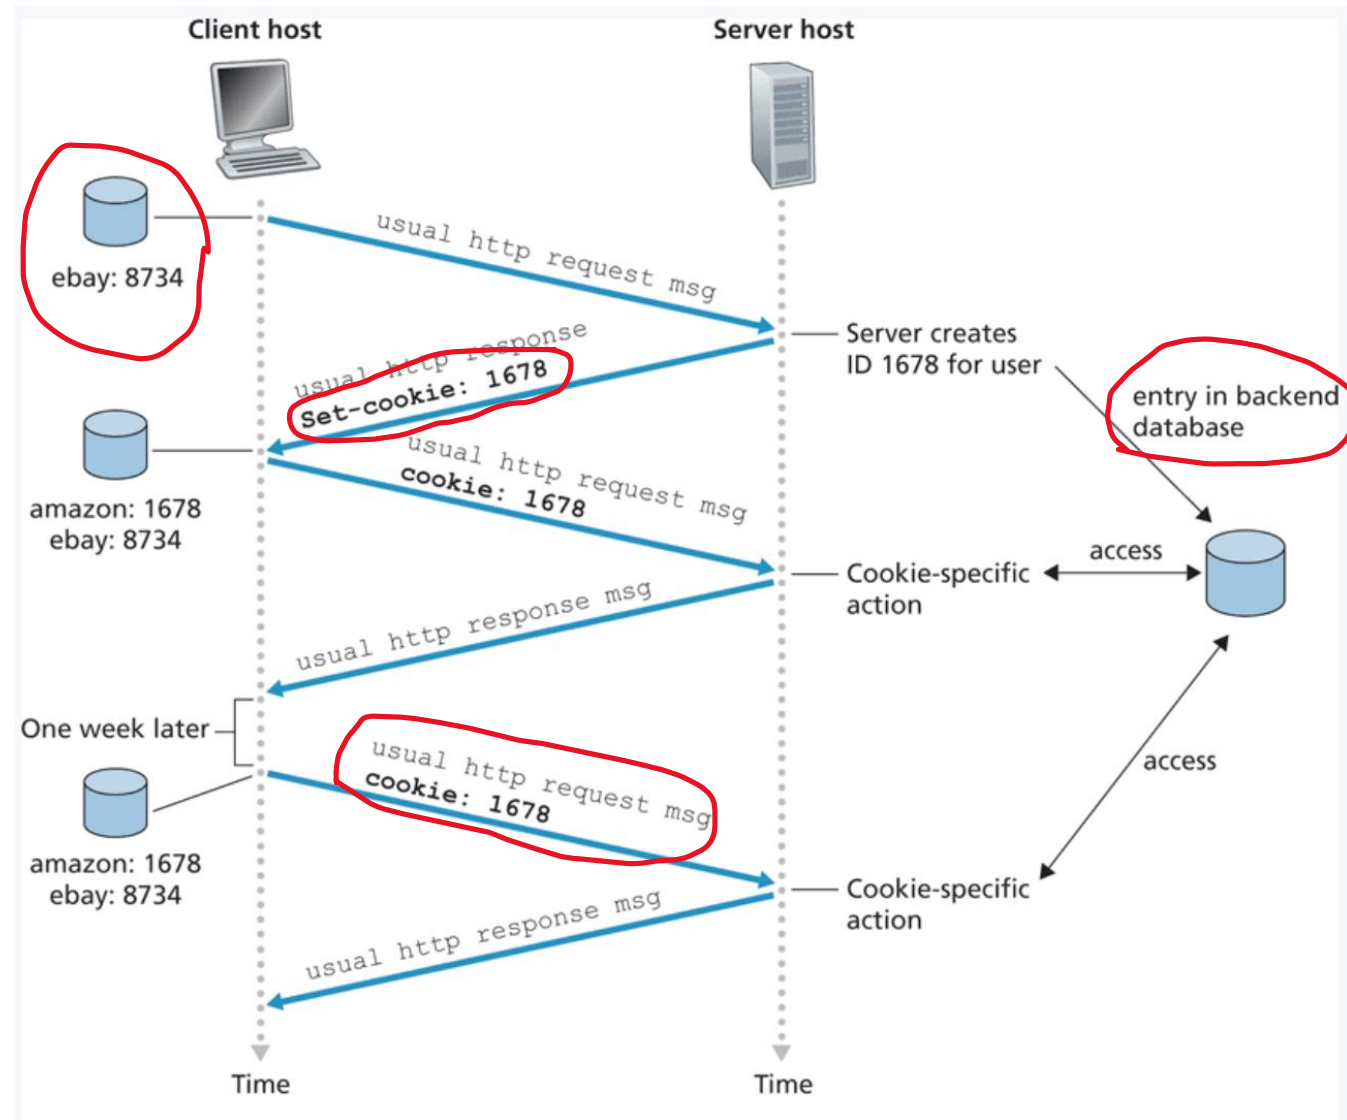 Client host
Server host
ebay: 8734
usual http request msg
Server creates
ID 1678 for user
entry in backend
database
usual http response
Set-cookie: 1678
amazon: 1678
ebay: 8734
usual http request msg
cookie: 1678
Cookie-specific
action
access
usual http response msg
One week later
usual http request msg
cookie: 1678
access
amazon: 1678
ebay: 8734
Cookie-specific
action
usual http response msg
Time
Time